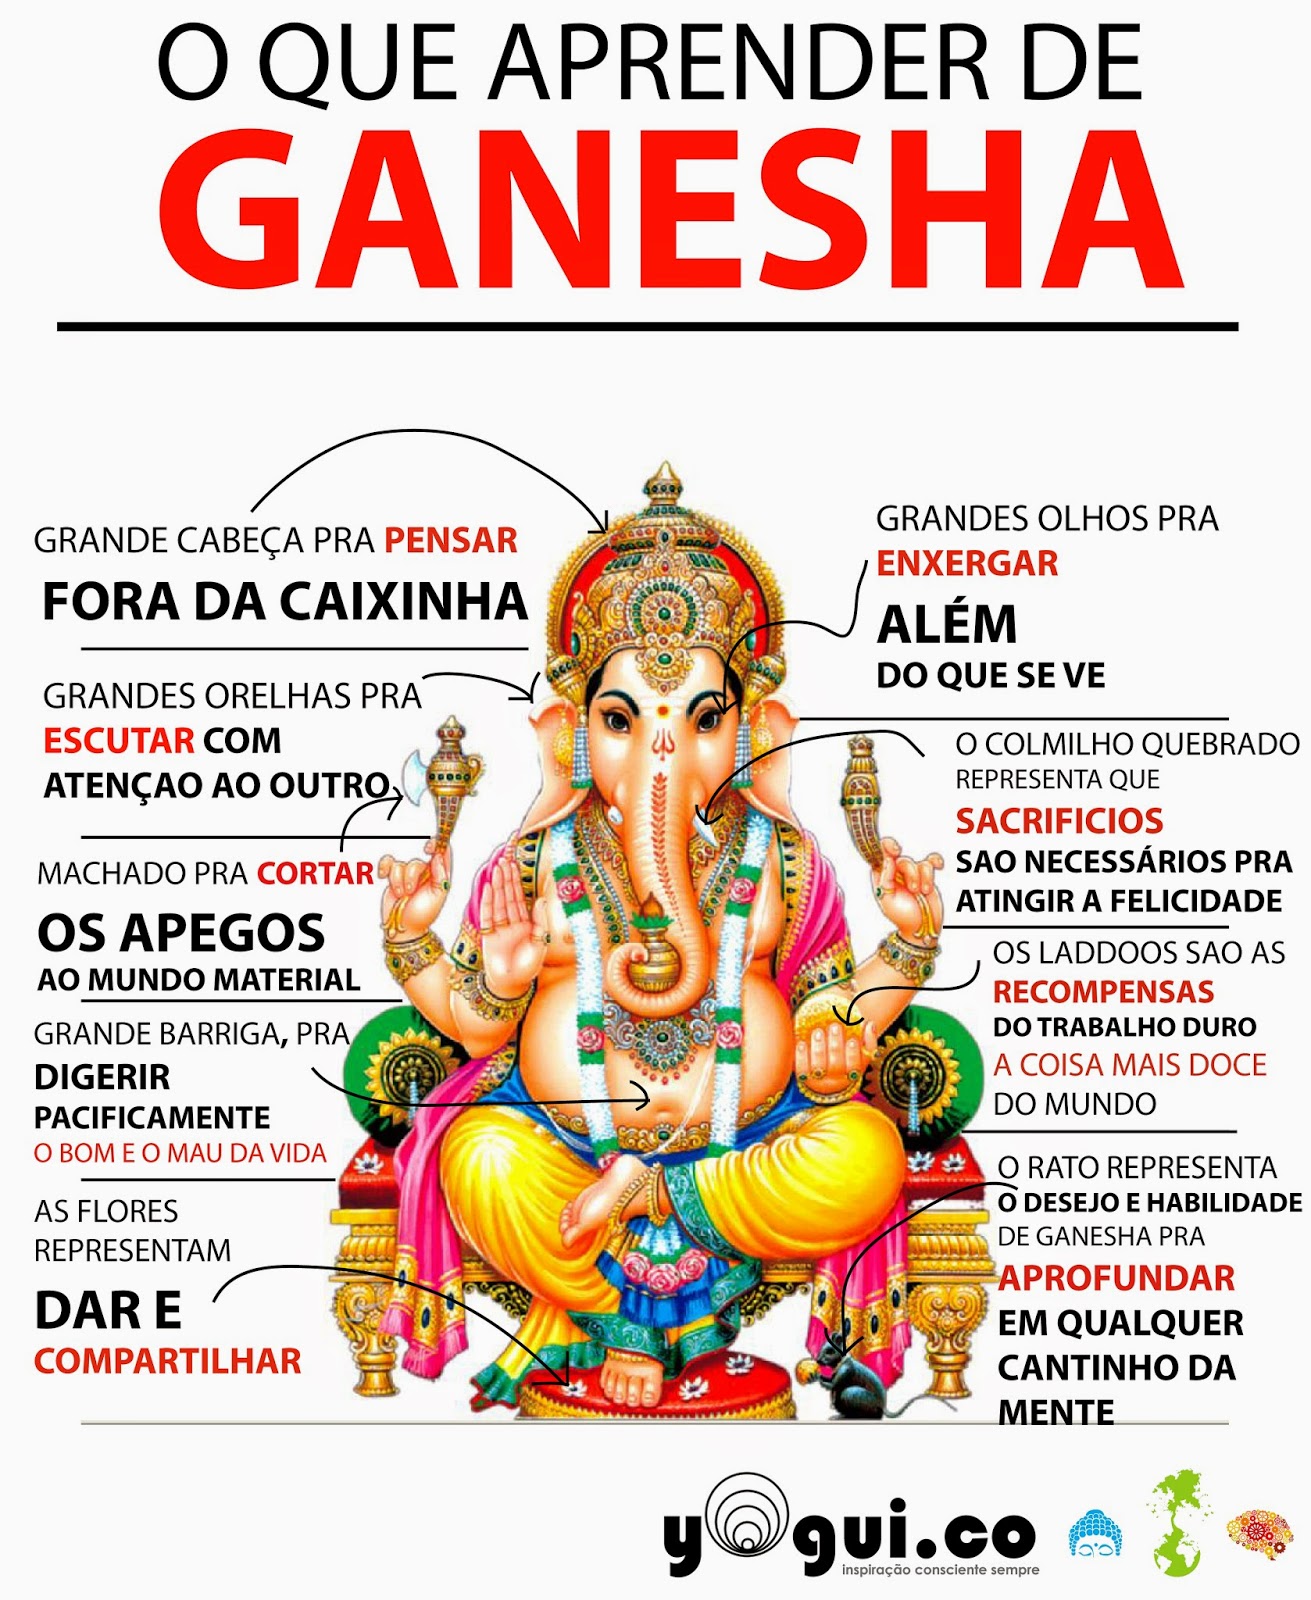 O QUE APRENDER DE
GANESHA
GRANDE CABEÇA PRA PENSAR
FORA DA CAIXINHA
GRANDES ORELHAS PRA
ESCUTAR COM
ATENÇAO AO OUTRO
MACHADO PRA CORTAR
OS APEGOS
AO MUNDO MATERIAL
GRANDE BARRIGA, PRA
DIGERIR
PACIFICAMENTE
O BOM E O MAU DA VIDA
AS FLORES
REPRESENTAM
DAR E
COMPARTILHAR
GRANDES OLHOS PRA
ENXERGAR
ALÉM
DO QUE SE VE
O COLMILHO QUEBRADO
REPRESENTA QUE
SACRIFICIOS
SAO NECESSÁRIOS PRA
ATINGIR A FELICIDADE
OS LADDOOS SAO AS
RECOMPENSAS
DO TRABALHO DURO
A COISA MAIS DOCE
DO MUNDO
O RATO REPRESENTA
O DESEJO E HABILIDADE
DE GANESHA PRA
APROFUNDAR
EM QUALQUER
CANTINHO DA
MENTE
yogui.co
inspiração consciente sempre